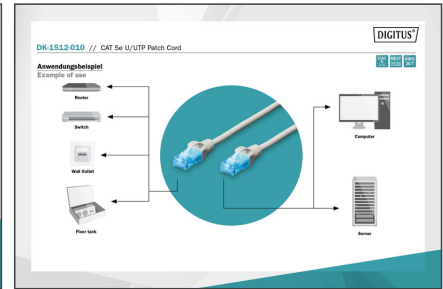 DIGITUS®
DK-1512-010 // CAT 5e U/UTP Patch Cord
Anwendungsbeispiel
Example of use
Router
Switch
Wall Outlet
Floor tank
Computer
Server